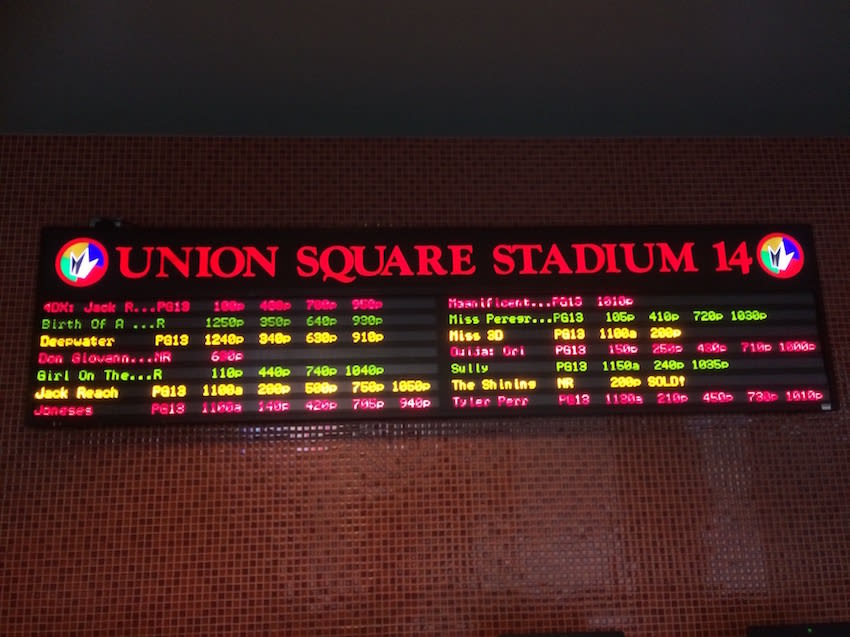 UNION SQUARE STADIUM 14
4DX: Jack R...PG13 100p 400p 700p 950p
Birth Of A ...R 1250p 350p 640p 930p
Deepwater PG13 1240p 340p 630p 910p
Don Giovann...NR 630p
Girl On The...R 110p 440p 740p 1040p
Jack Reach PG13 1100a 200p 500p 750p 1050p
Joneses PG13 1100a 140p 420p 705p 940p
Magnificent...PG13 1010p
Miss Peregr...PG13 105p 410p 720p 1030p
Miss 3D PG13 1100a 200p
Ouija: Ori PG13 150p 250p 430p 710p 1000p
Sully PG13 1150a 240p 1035p
The Shining NR 200p SOLD!
Tyler Perr PG13 1130a 210p 450p 730p 1010p